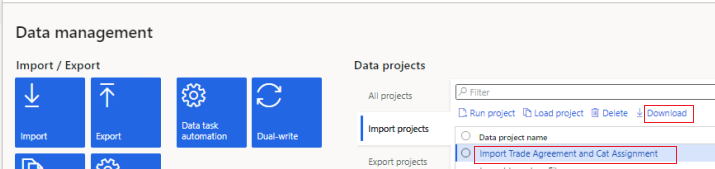 Data management
Import / Export
Import
Export
Data task
automation
Dual-write
Data projects
All projects
Import projects
Export projects
Filter
Run project
Load project
Delete
Download
Data project name
Import Trade Agreement and Cat Assignment